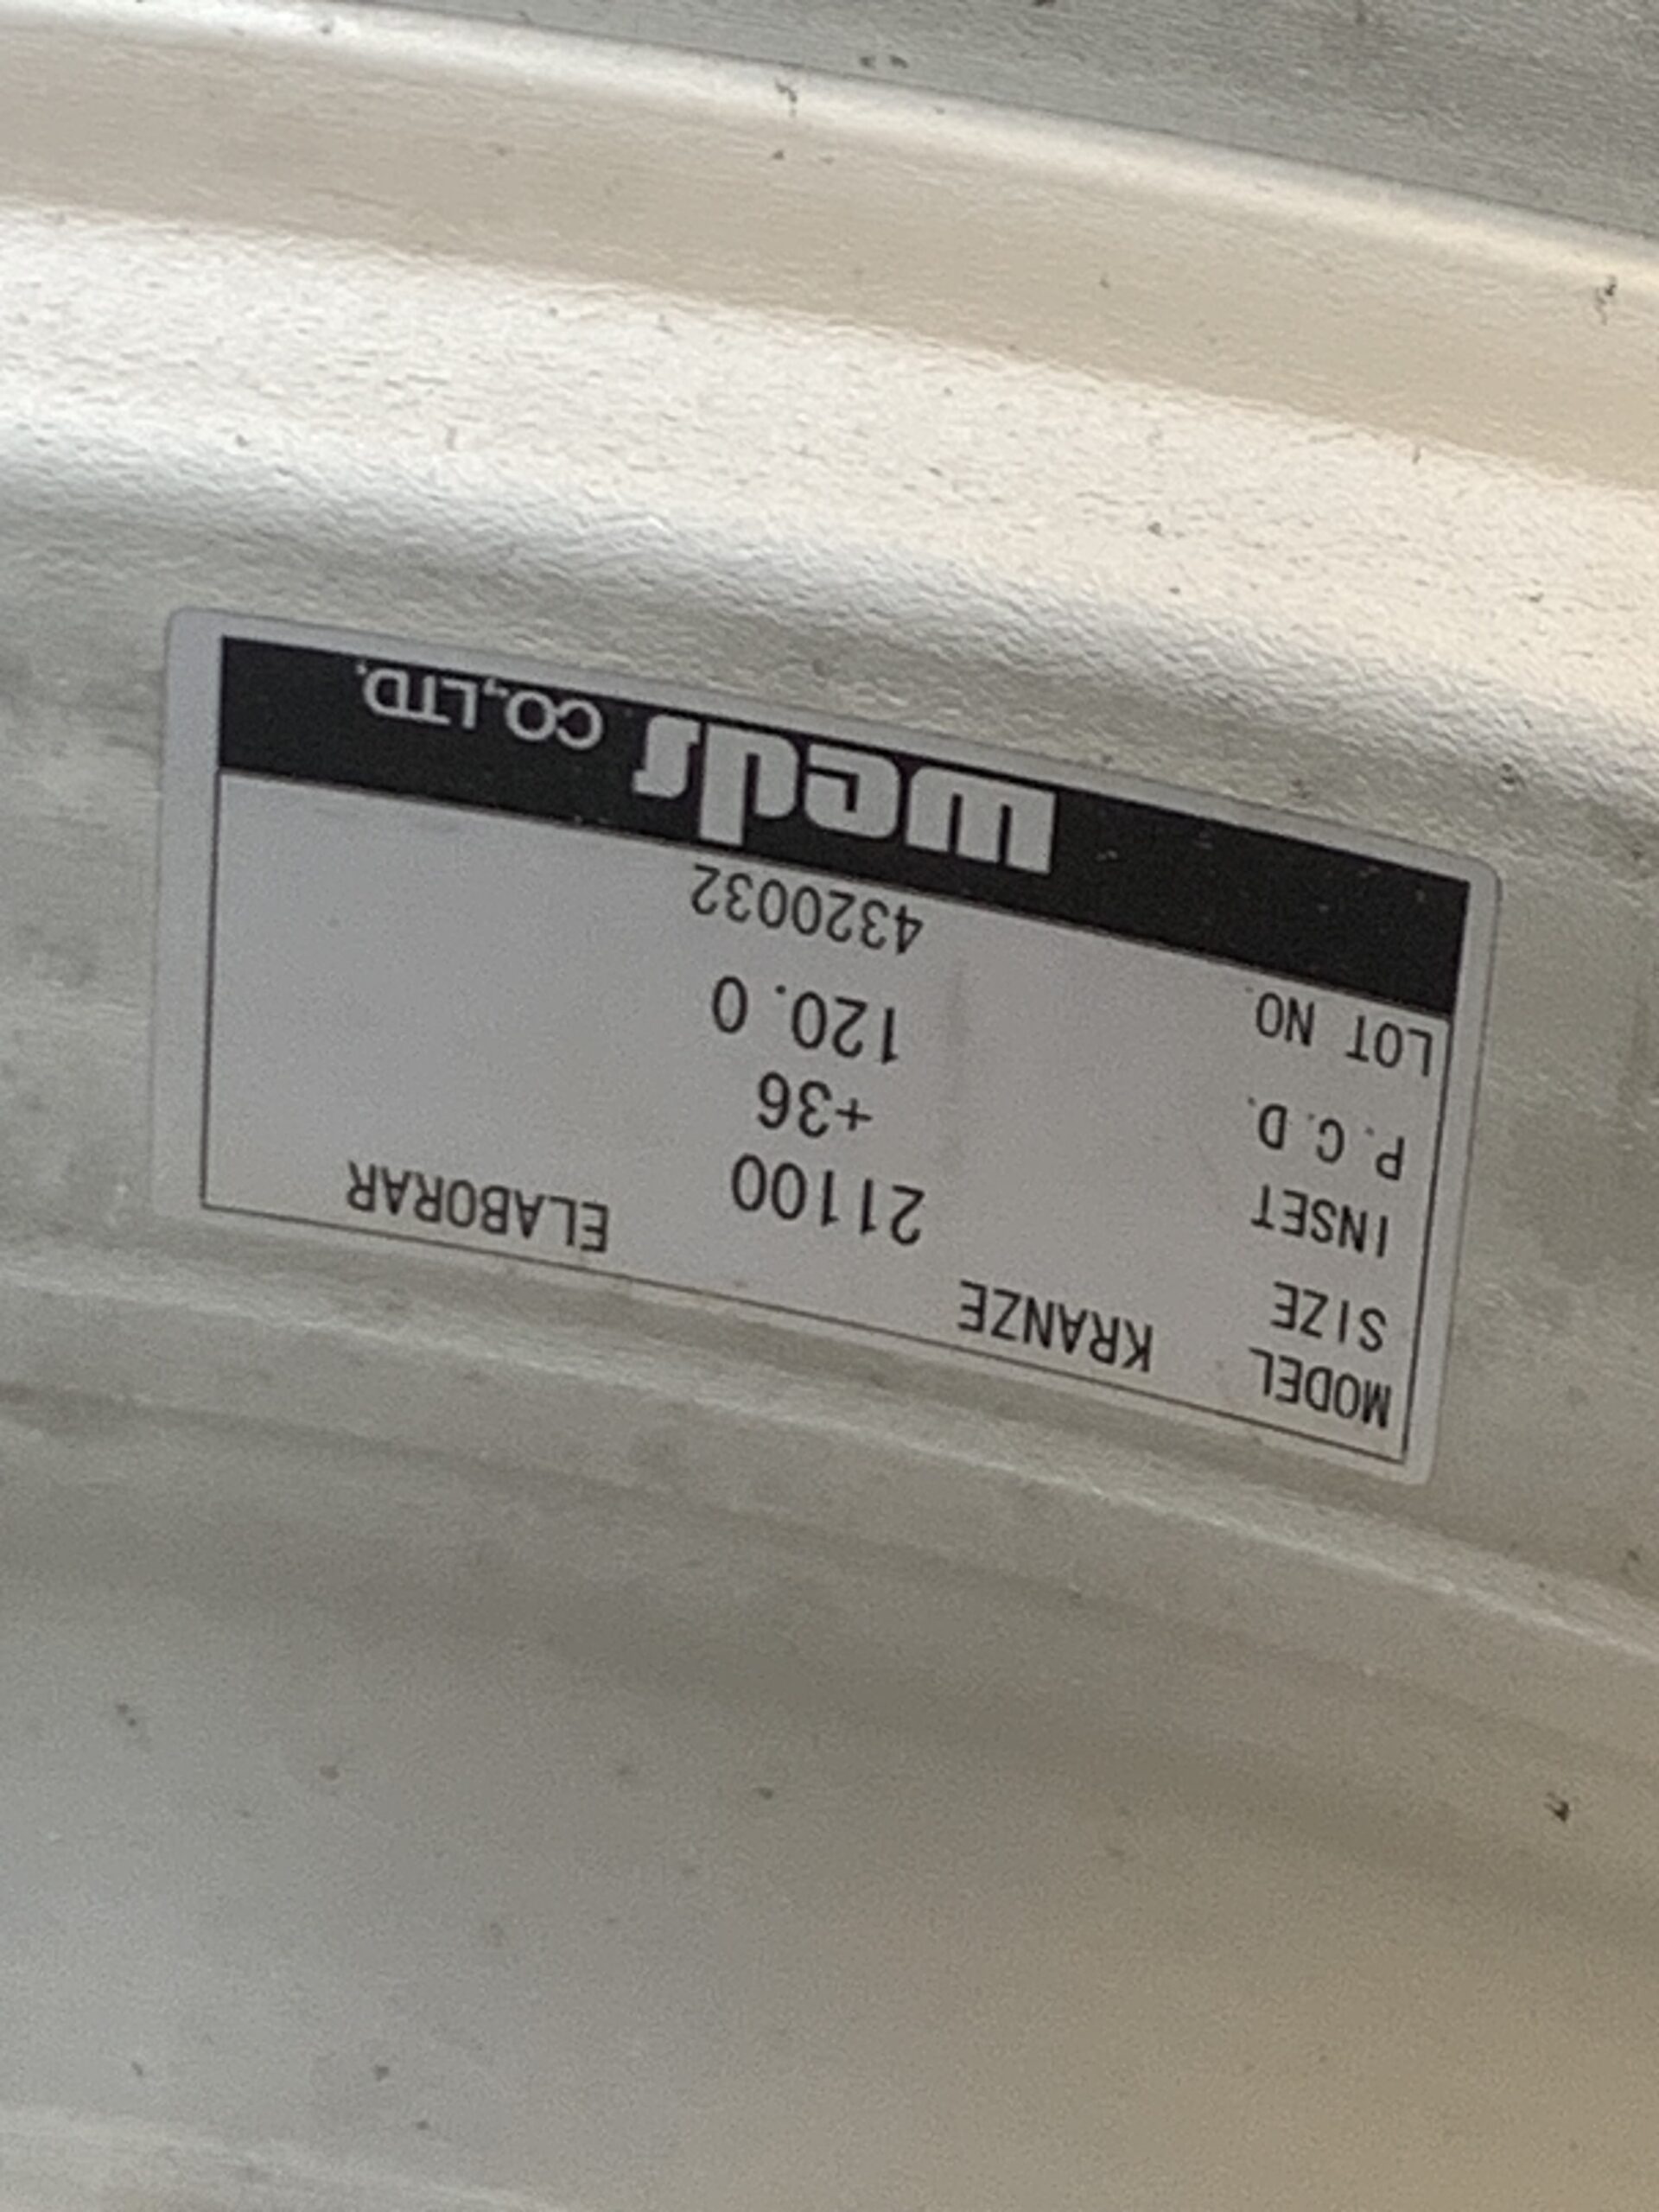 MODEL KRANZE ELABORAR
SIZE 21100
INSET +36
P.C.D. 120.0
LOT NO. 4320032
weds CO.,LTD.